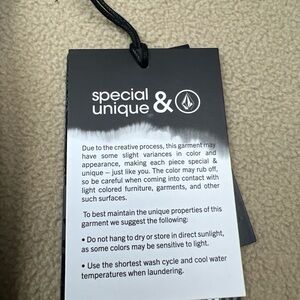 special
unique &
Due to the creative process, this garment may
have some slight variances in color and
appearance, making each piece special &
unique – just like you. The color may rub off,
so be careful when coming into contact with
light colored furniture, garments, and other
such surfaces.
To best maintain the unique properties of this
garment we suggest the following:
• Do not hang to dry or store in direct sunlight,
as some colors may be sensitive to light.
• Use the shortest wash cycle and cool water
temperatures when laundering.